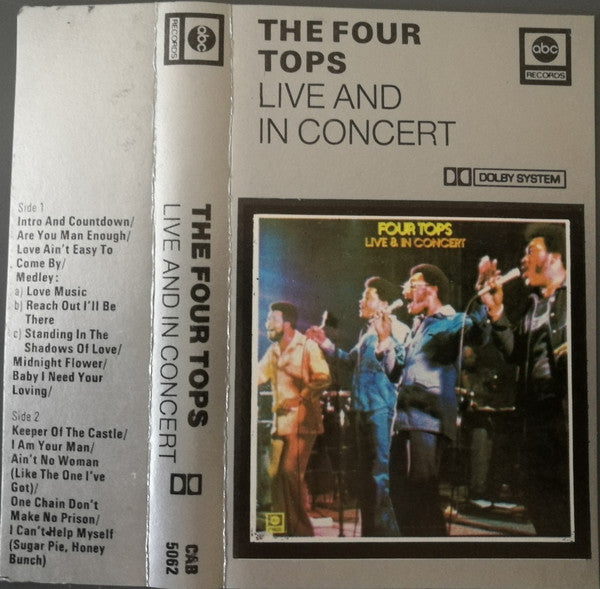 Side 1
Intro And Countdown/
Are You Man Enough/
Love Ain't Easy To
Come By/
Medley:
a) Love Music
b) Reach Out I'll Be
There
c) Standing In The
Shadows Of Love/
Midnight Flower/
Baby I Need Your
Loving/
Side 2
Keeper Of The Castle/
I Am Your Man/
Ain't No Woman
(Like The One I've
Got)/
One Chain Don't
Make No Prison/
I Can't Help Myself
(Sugar Pie, Honey
Bunch)
abc
RECORDS
THE FOUR TOPS
LIVE AND IN CONCERT
CAB
5062
THE FOUR
TOPS
LIVE AND
IN CONCERT
abc
RECORDS
DOLBY SYSTEM
FOUR TOPS
LIVE & IN CONCERT